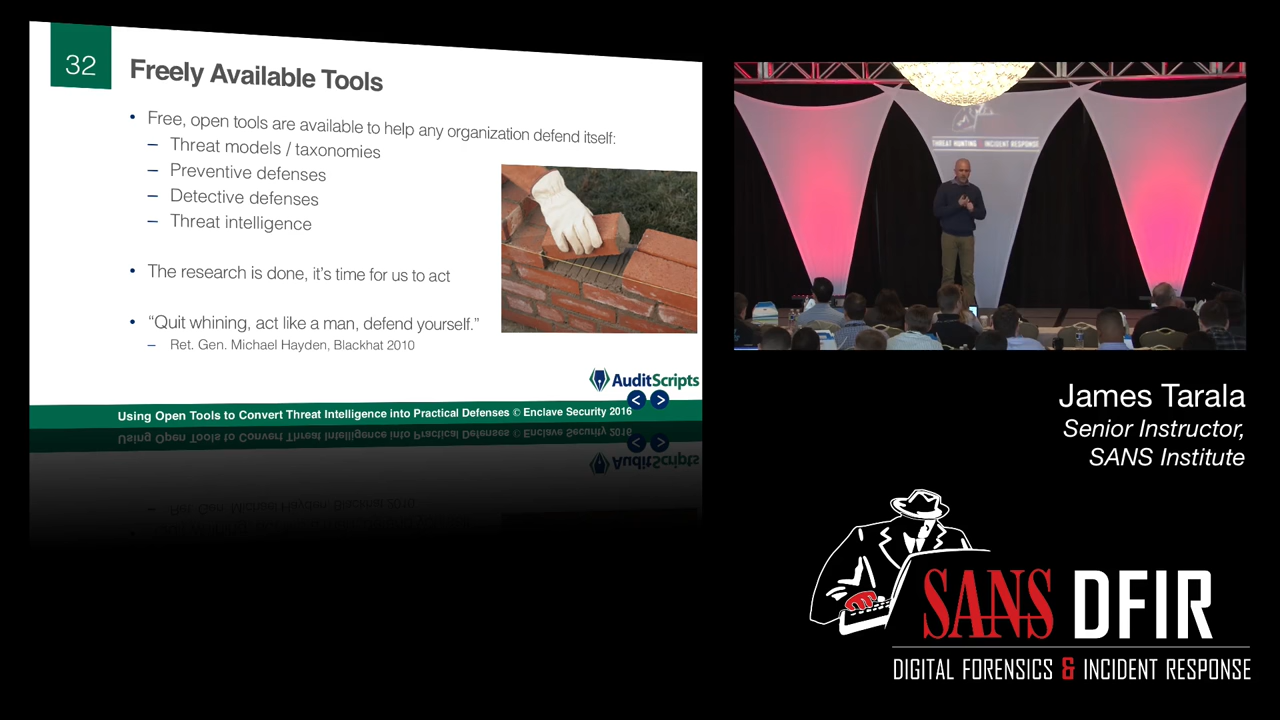 32
Freely Available Tools
• Free, open tools are available to help any organization defend itself:
– Threat models / taxonomies
– Preventive defenses
– Detective defenses
– Threat intelligence
• The research is done, it's time for us to act
• “Quit whining, act like a man, defend yourself.”
– Ret. Gen. Michael Hayden, Blackhat 2010
AuditScripts
Using Open Tools to Convert Threat Intelligence into Practical Defenses © Enclave Security 2016
THREAT HUNTING & INCIDENT RESPONSE
James Tarala
Senior Instructor,
SANS Institute
SANS DFIR
DIGITAL FORENSICS & INCIDENT RESPONSE